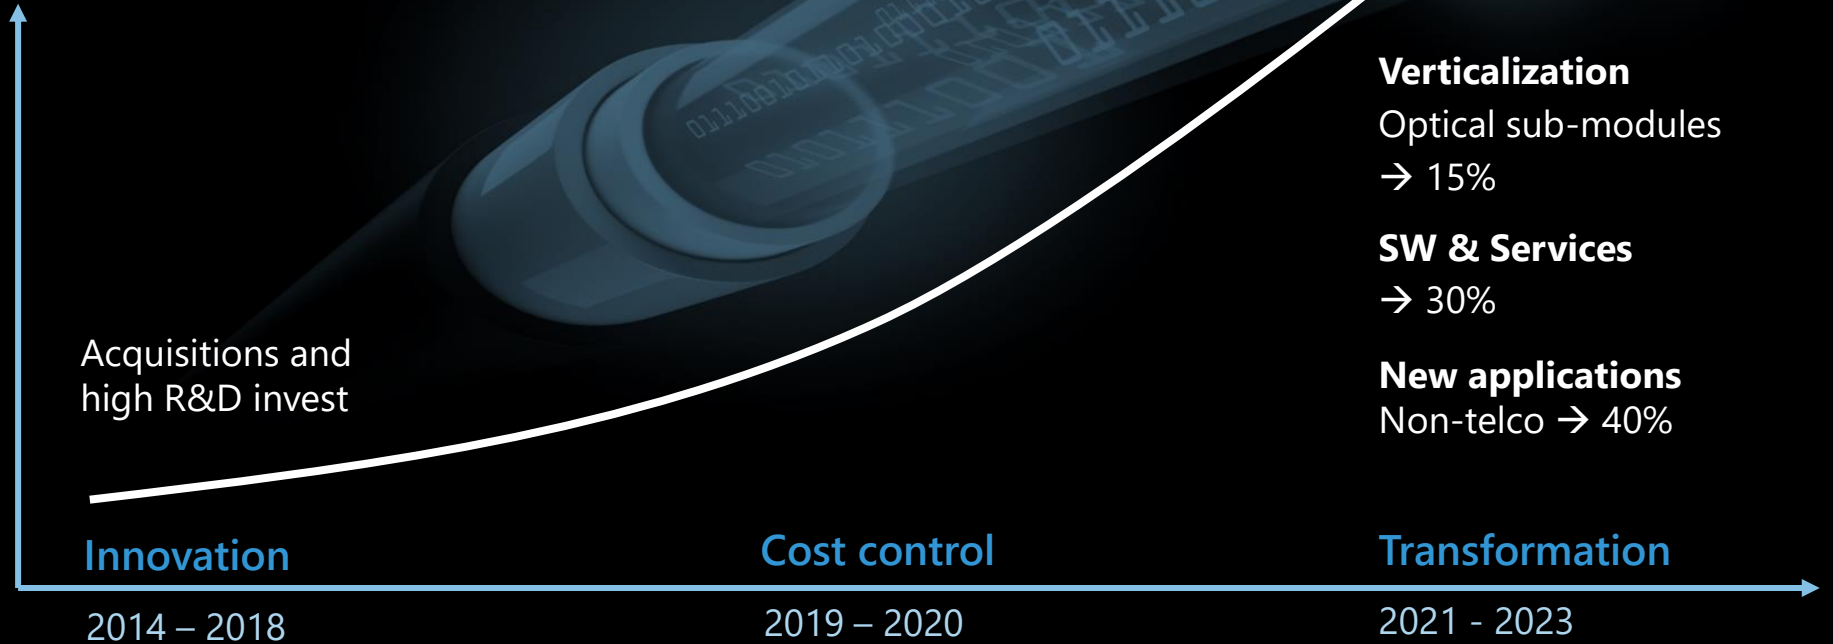 Verticalization
Optical sub-modules
→ 15%
SW & Services
→ 30%
New applications
Non-telco → 40%
Acquisitions and
high R&D invest
Innovation
Cost control
Transformation
2014 – 2018
2019 – 2020
2021 - 2023